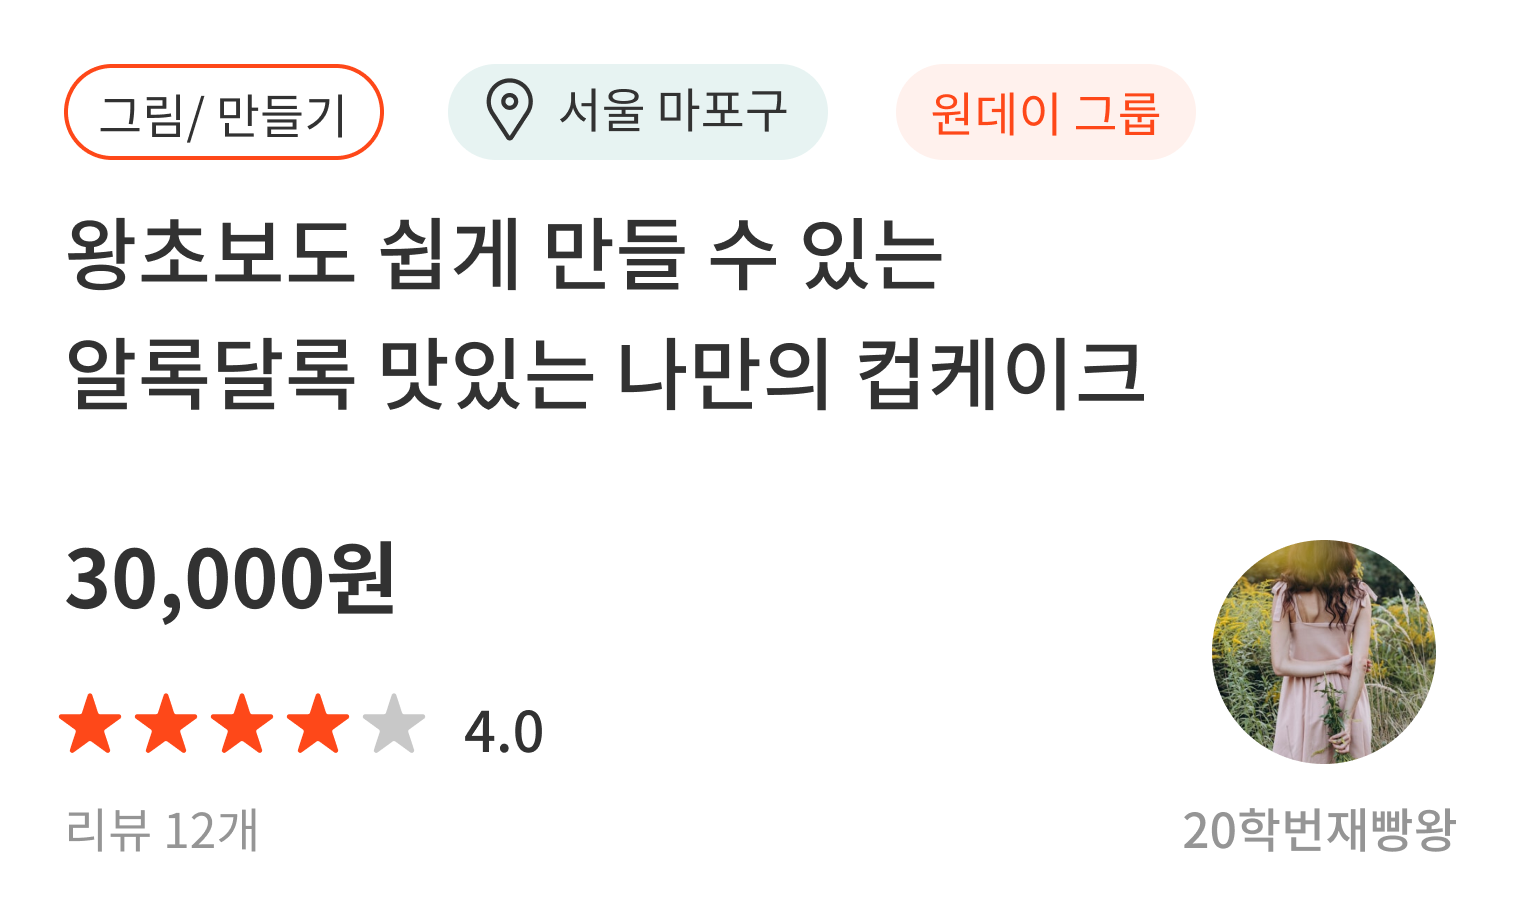 그림/ 만들기
서울 마포구
원데이 그룹
왕초보도 쉽게 만들 수 있는
알록달록 맛있는 나만의 컵케이크
30,000원
4.0
리뷰 12개
20학번재빵왕